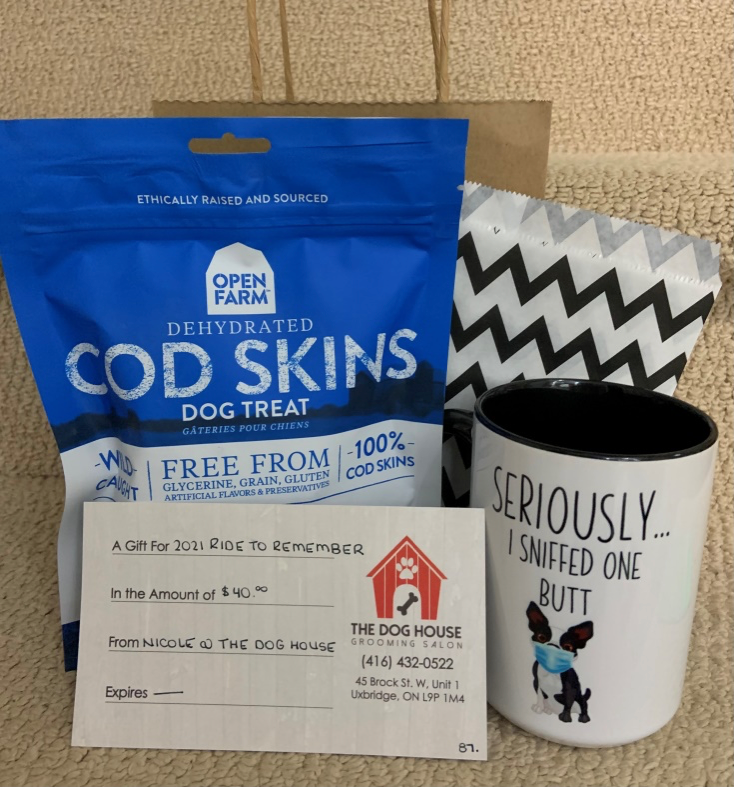 ETHICALLY RAISED AND SOURCED
OPEN
FARM™
DEHYDRATED
COD SKINS
DOG TREAT
GÂTERIES POUR CHIENS
-WILD-
CAUGHT
FREE FROM
GLYCERINE, GRAIN, GLUTEN
ARTIFICIAL FLAVORS & PRESERVATIVES
-100%-
COD SKINS
A Gift For 2021 RIDE TO REMEMBER
In the Amount of $40.00
From NICOLE @ THE DOG HOUSE
Expires —
THE DOG HOUSE
GROOMING SALON
(416) 432-0522
45 Brock St. W, Unit 1
Uxbridge, ON L9P 1M4
87.
SERIOUSLY...
I SNIFFED ONE
BUTT